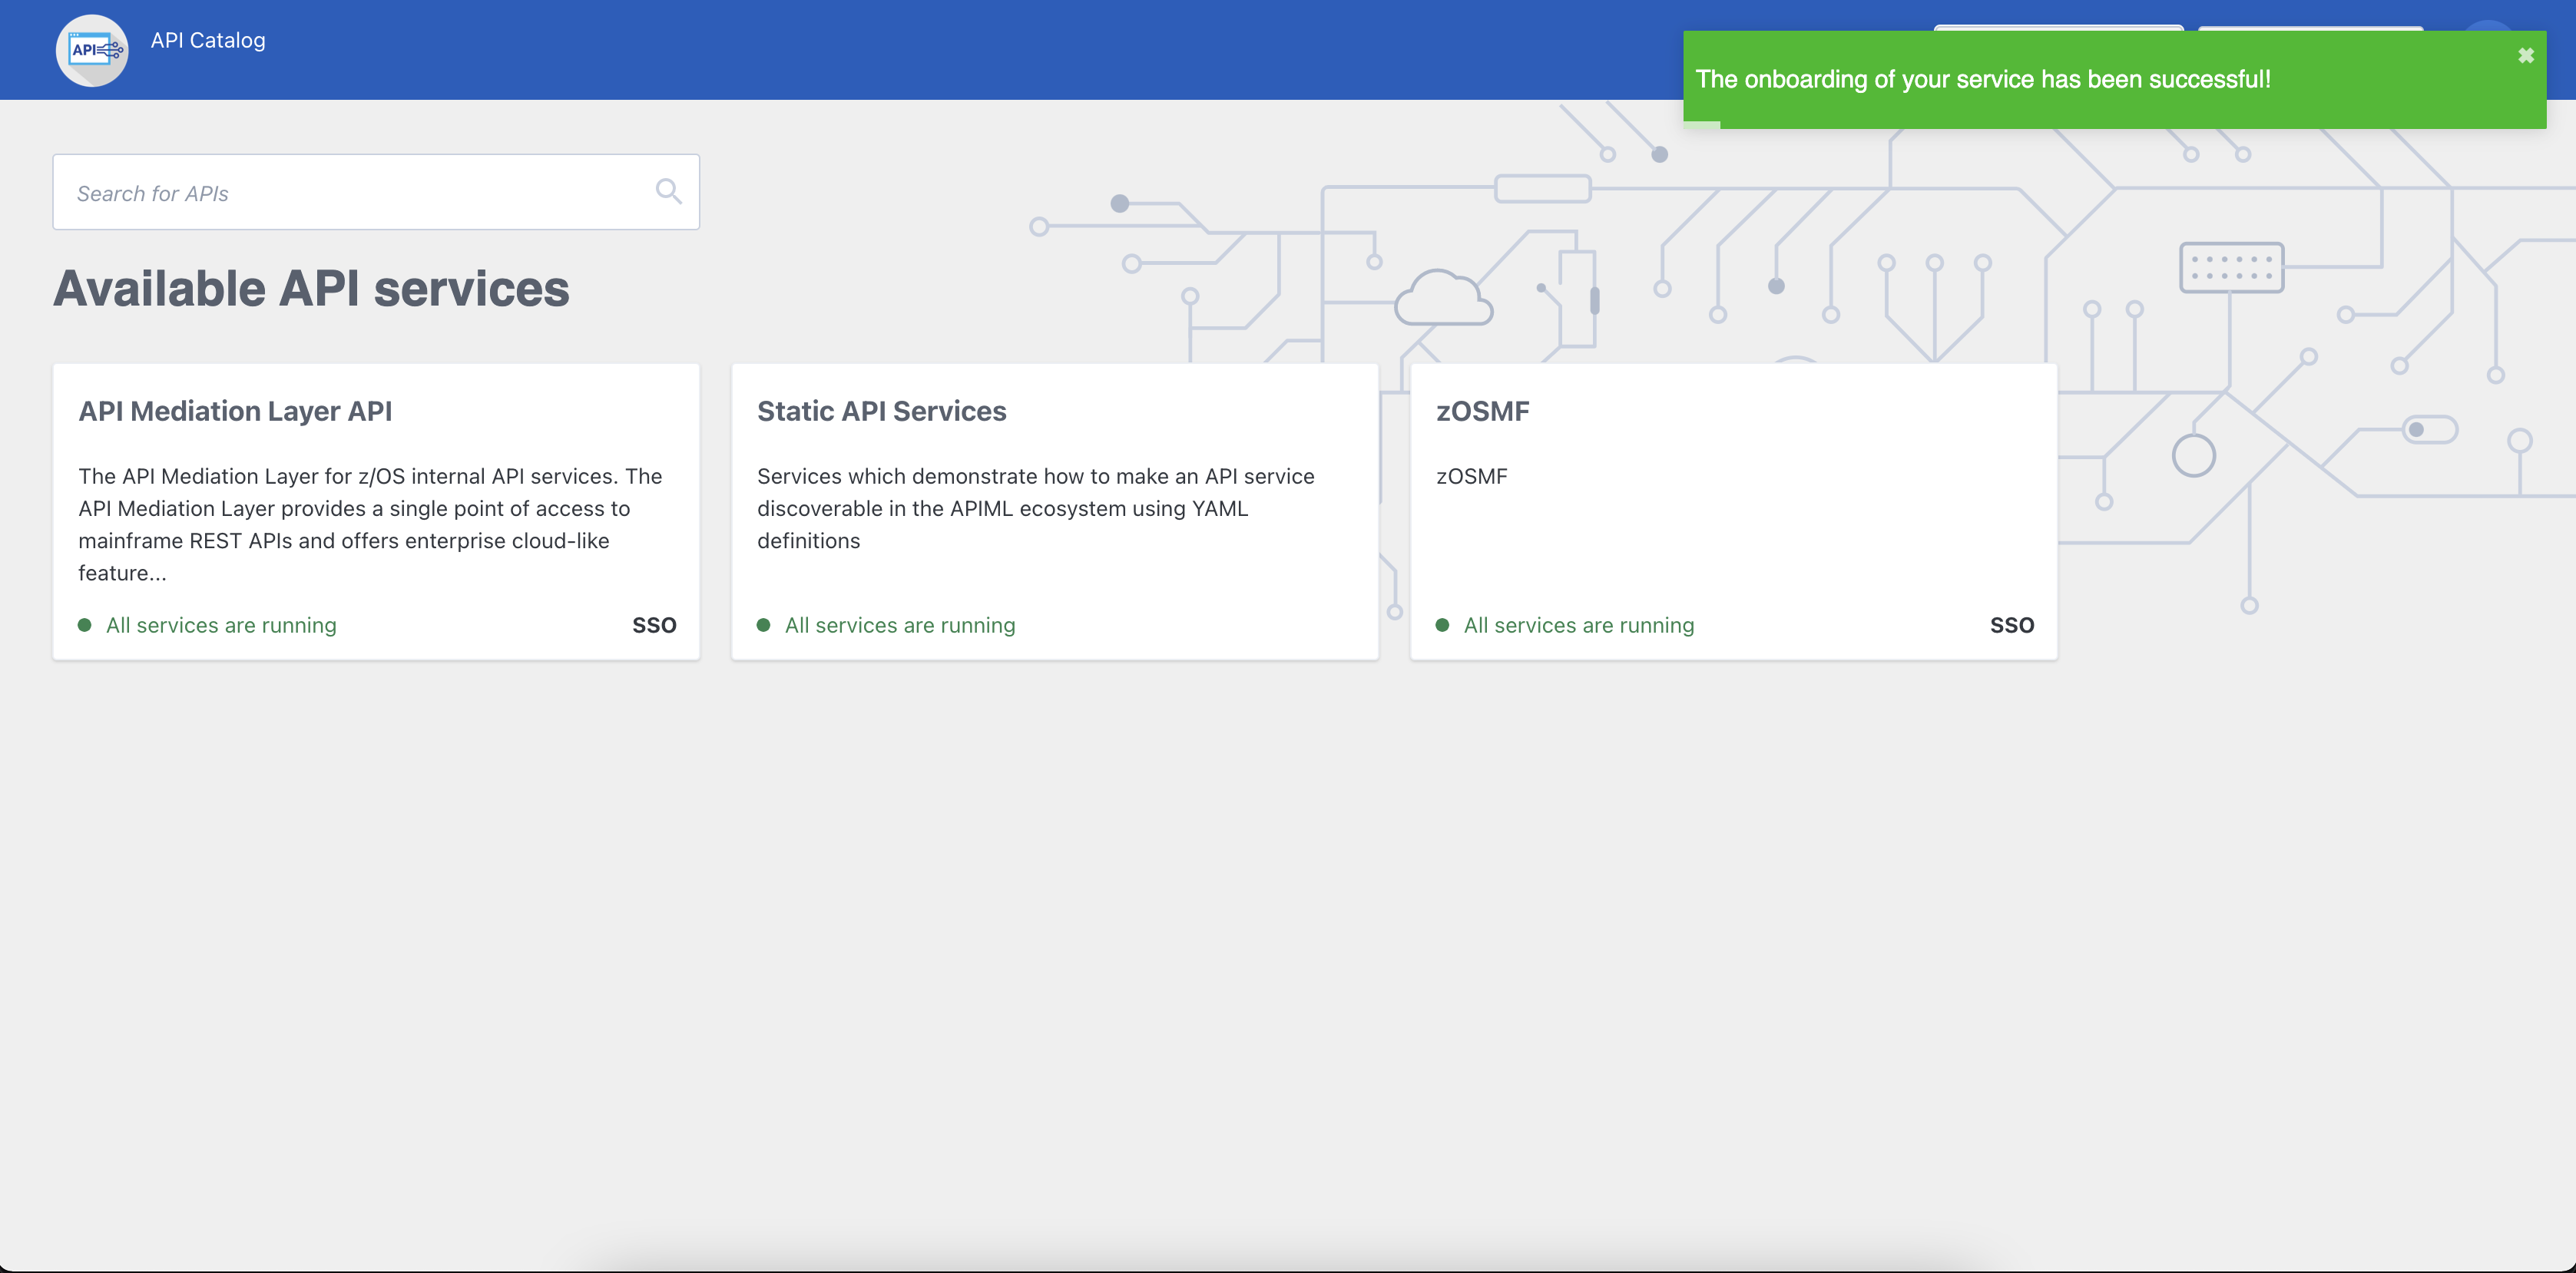 API
API Catalog
The onboarding of your service has been successful!
Search for APIs
Available API services
API Mediation Layer API
The API Mediation Layer for z/OS internal API services. The
API Mediation Layer provides a single point of access to
mainframe REST APIs and offers enterprise cloud-like
feature...
All services are running
SSO
Static API Services
Services which demonstrate how to make an API service
discoverable in the APIML ecosystem using YAML
definitions
All services are running
zOSMF
zOSMF
All services are running
SSO